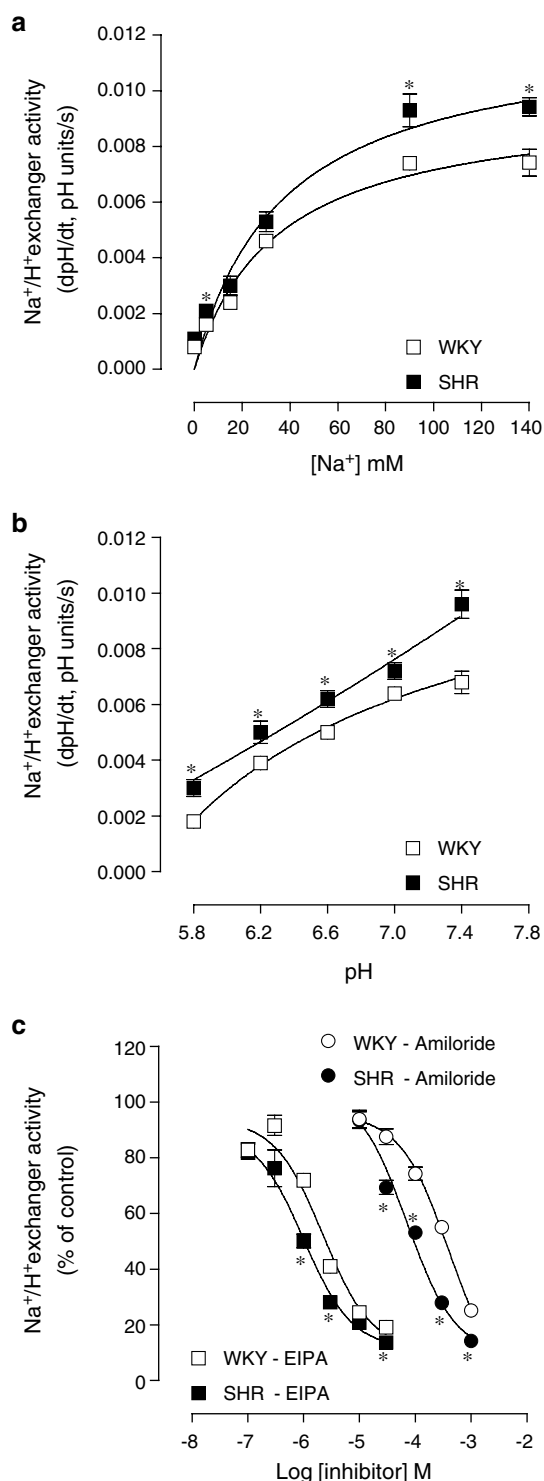 a
Na⁺/H⁺exchanger activity
(dpH/dt, pH units/s)
0.012
0.010
0.008
0.006
0.004
0.002
0.000
*
*
*
WKY
SHR
0 20 40 60 80 100 120 140
[Na⁺] mM
b
Na⁺/H⁺exchanger activity
(dpH/dt, pH units/s)
0.012
0.010
0.008
0.006
0.004
0.002
0.000
*
*
*
*
*
WKY
SHR
5.8 6.2 6.6 7.0 7.4 7.8
pH
c
WKY - Amiloride
SHR - Amiloride
Na⁺/H⁺exchanger activity
(% of control)
120
100
80
60
40
20
0
*
*
*
*
*
*
*
WKY - EIPA
SHR - EIPA
-8 -7 -6 -5 -4 -3 -2
Log [inhibitor] M